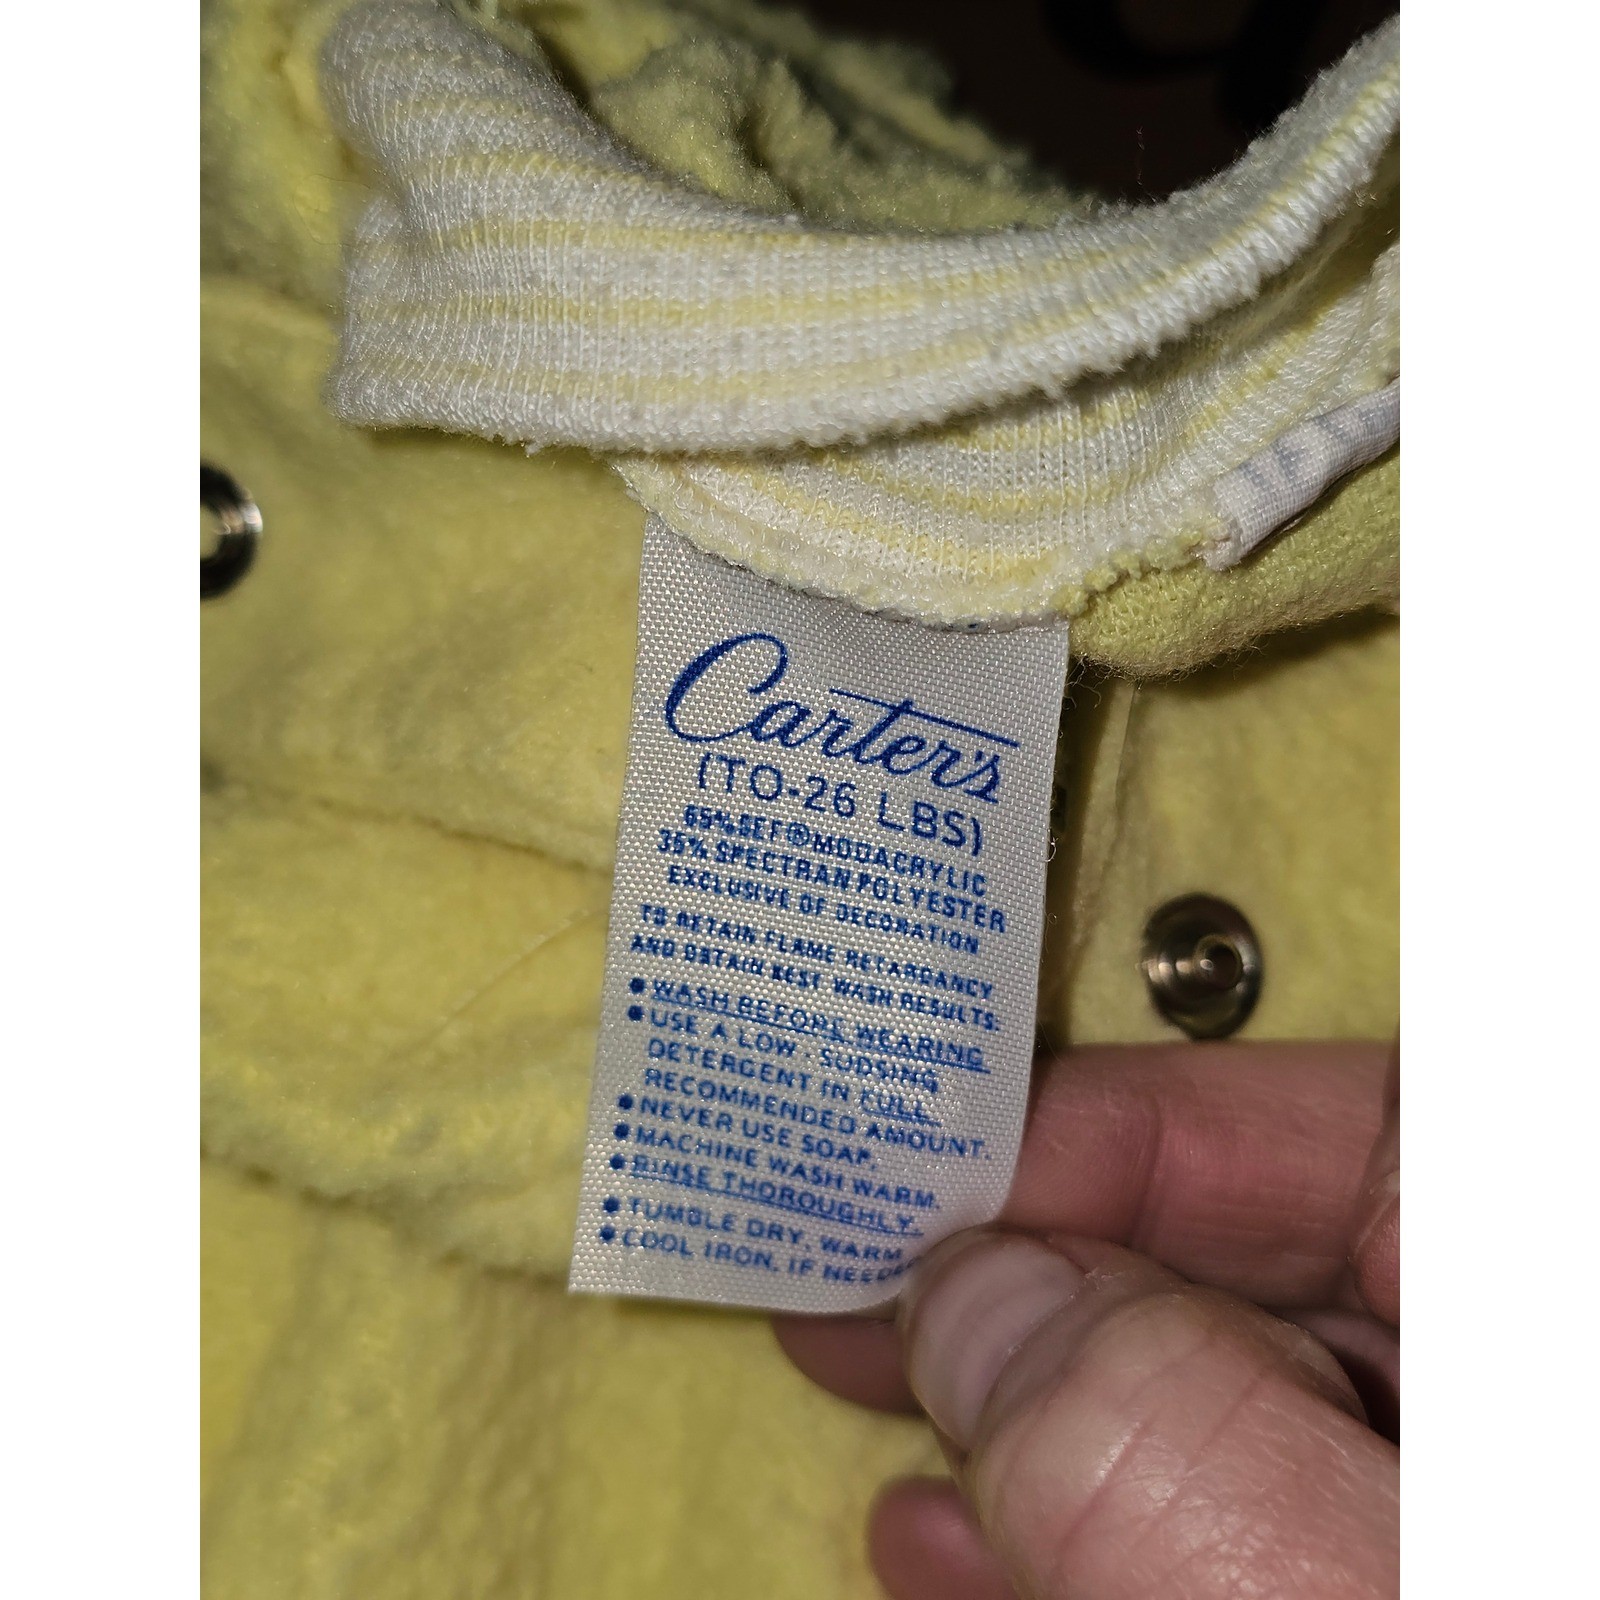 Carter's
(TO-26 LBS)
65% SEF® MODACRYLIC
35% SPECTRAN POLYESTER
EXCLUSIVE OF DECORATION
TO RETAIN FLAME RETARDANCY
AND OBTAIN BEST WASH RESULTS:
● WASH BEFORE WEARING
● USE A LOW-SUDSING
DETERGENT IN FULL
RECOMMENDED AMOUNT.
● NEVER USE SOAP.
● MACHINE WASH WARM.
● RINSE THOROUGHLY.
● TUMBLE DRY, WARM
● COOL IRON, IF